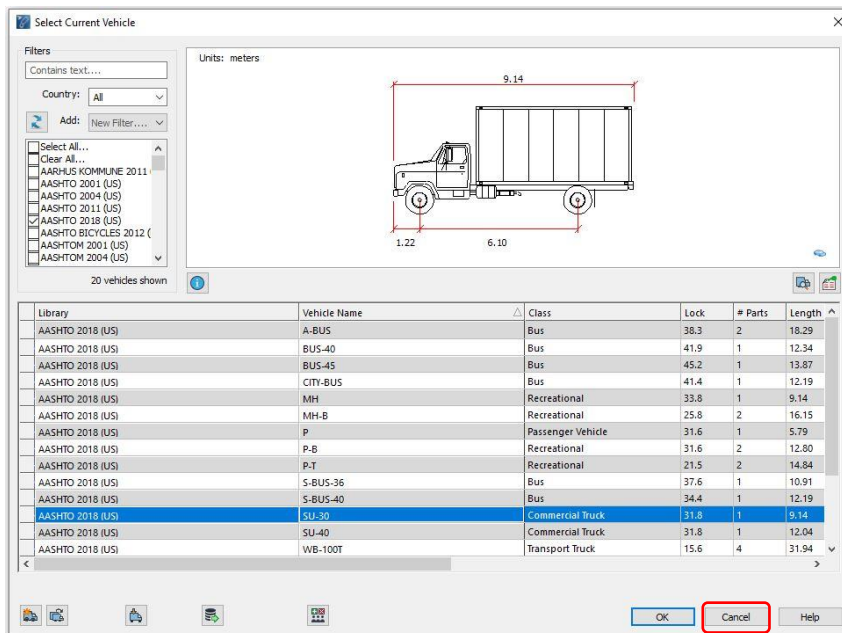 Select Current Vehicle
Filters
Contains text....
Country: All
Add: New Filter....
Select All...
Clear All...
AARHUS KOMMUNE 2011
AASHTO 2001 (US)
AASHTO 2004 (US)
AASHTO 2011 (US)
AASHTO 2018 (US)
AASHTO BICYCLES 2012 (
AASHTOM 2001 (US)
AASHTOM 2004 (US)
20 vehicles shown
Units: meters
9.14
1.22 6.10
Library Vehicle Name Class Lock # Parts Length
AASHTO 2018 (US) A-BUS Bus 38.3 2 18.29
AASHTO 2018 (US) BUS-40 Bus 41.9 1 12.34
AASHTO 2018 (US) BUS-45 Bus 45.2 1 13.87
AASHTO 2018 (US) CITY-BUS Bus 41.4 1 12.19
AASHTO 2018 (US) MH Recreational 33.8 1 9.14
AASHTO 2018 (US) MH-B Recreational 25.8 2 16.15
AASHTO 2018 (US) P Passenger Vehicle 31.6 1 5.79
AASHTO 2018 (US) P-B Recreational 31.6 2 12.80
AASHTO 2018 (US) P-T Recreational 21.5 2 14.84
AASHTO 2018 (US) S-BUS-36 Bus 37.6 1 10.91
AASHTO 2018 (US) S-BUS-40 Bus 34.4 1 12.19
AASHTO 2018 (US) SU-30 Commercial Truck 31.8 1 9.14
AASHTO 2018 (US) SU-40 Commercial Truck 31.8 1 12.04
AASHTO 2018 (US) WB-100T Transport Truck 15.6 4 31.94
OK Cancel Help